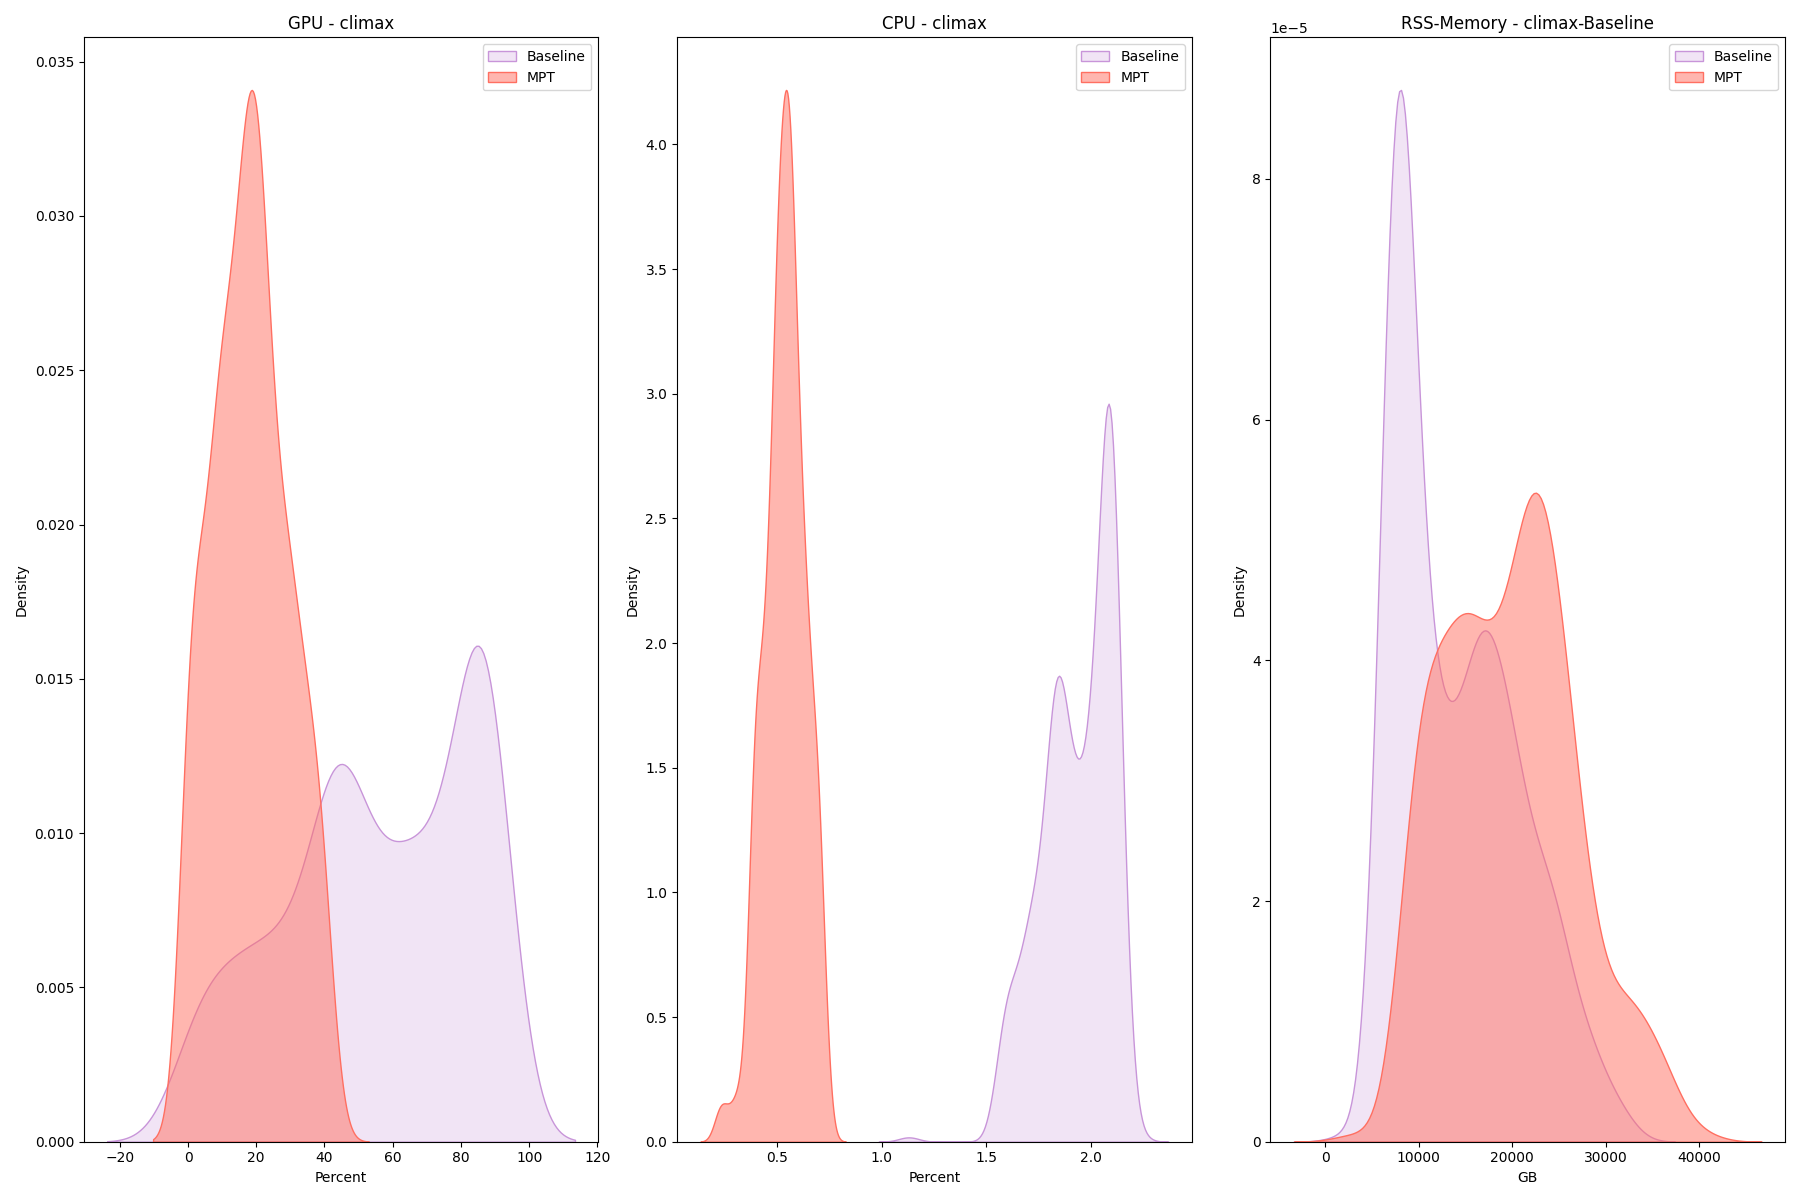 GPU - climax
Baseline
MPT
0.035
0.030
0.025
0.020
0.015
0.010
0.005
0.000
Density
−20 0 20 40 60 80 100 120
Percent
CPU - climax
Baseline
MPT
4.0
3.5
3.0
2.5
2.0
1.5
1.0
0.5
0.0
Density
0.5 1.0 1.5 2.0
Percent
RSS-Memory - climax-Baseline
1e−5
Baseline
MPT
8
6
4
2
0
Density
0 10000 20000 30000 40000
GB